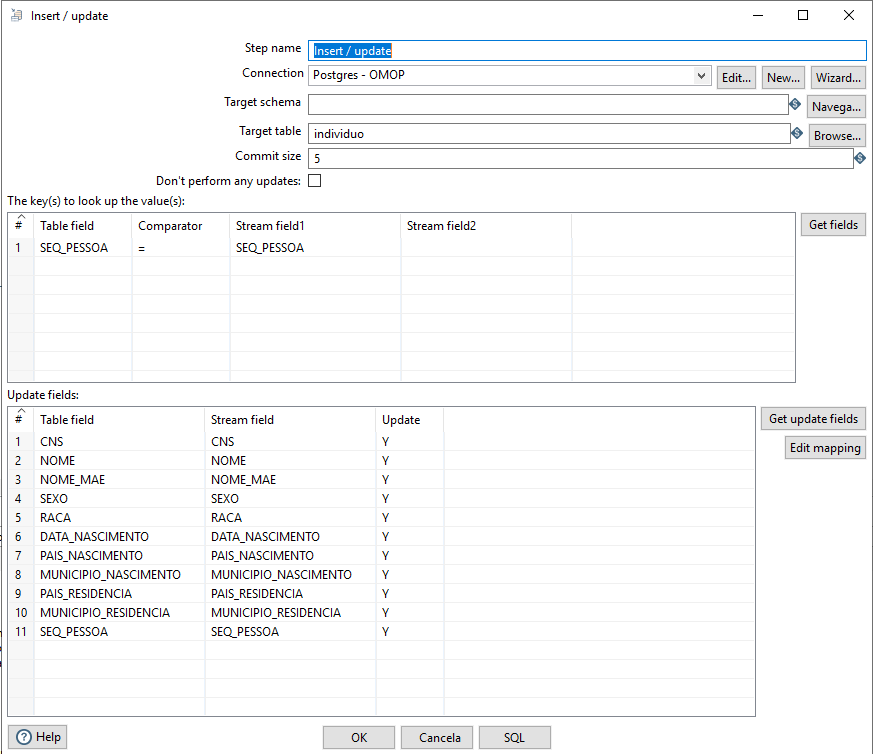 Insert / update
Step name Insert / update
Connection Postgres - OMOP Edit... New... Wizard...
Target schema Navega...
Target table individuo Browse...
Commit size 5
Don't perform any updates:
The key(s) to look up the value(s):
# Table field Comparator Stream field1 Stream field2 Get fields
1 SEQ_PESSOA = SEQ_PESSOA
Update fields:
# Table field Stream field Update Get update fields
1 CNS CNS Y Edit mapping
2 NOME NOME Y
3 NOME_MAE NOME_MAE Y
4 SEXO SEXO Y
5 RACA RACA Y
6 DATA_NASCIMENTO DATA_NASCIMENTO Y
7 PAIS_NASCIMENTO PAIS_NASCIMENTO Y
8 MUNICIPIO_NASCIMENTO MUNICIPIO_NASCIMENTO Y
9 PAIS_RESIDENCIA PAIS_RESIDENCIA Y
10 MUNICIPIO_RESIDENCIA MUNICIPIO_RESIDENCIA Y
11 SEQ_PESSOA SEQ_PESSOA Y
? Help OK Cancela SQL